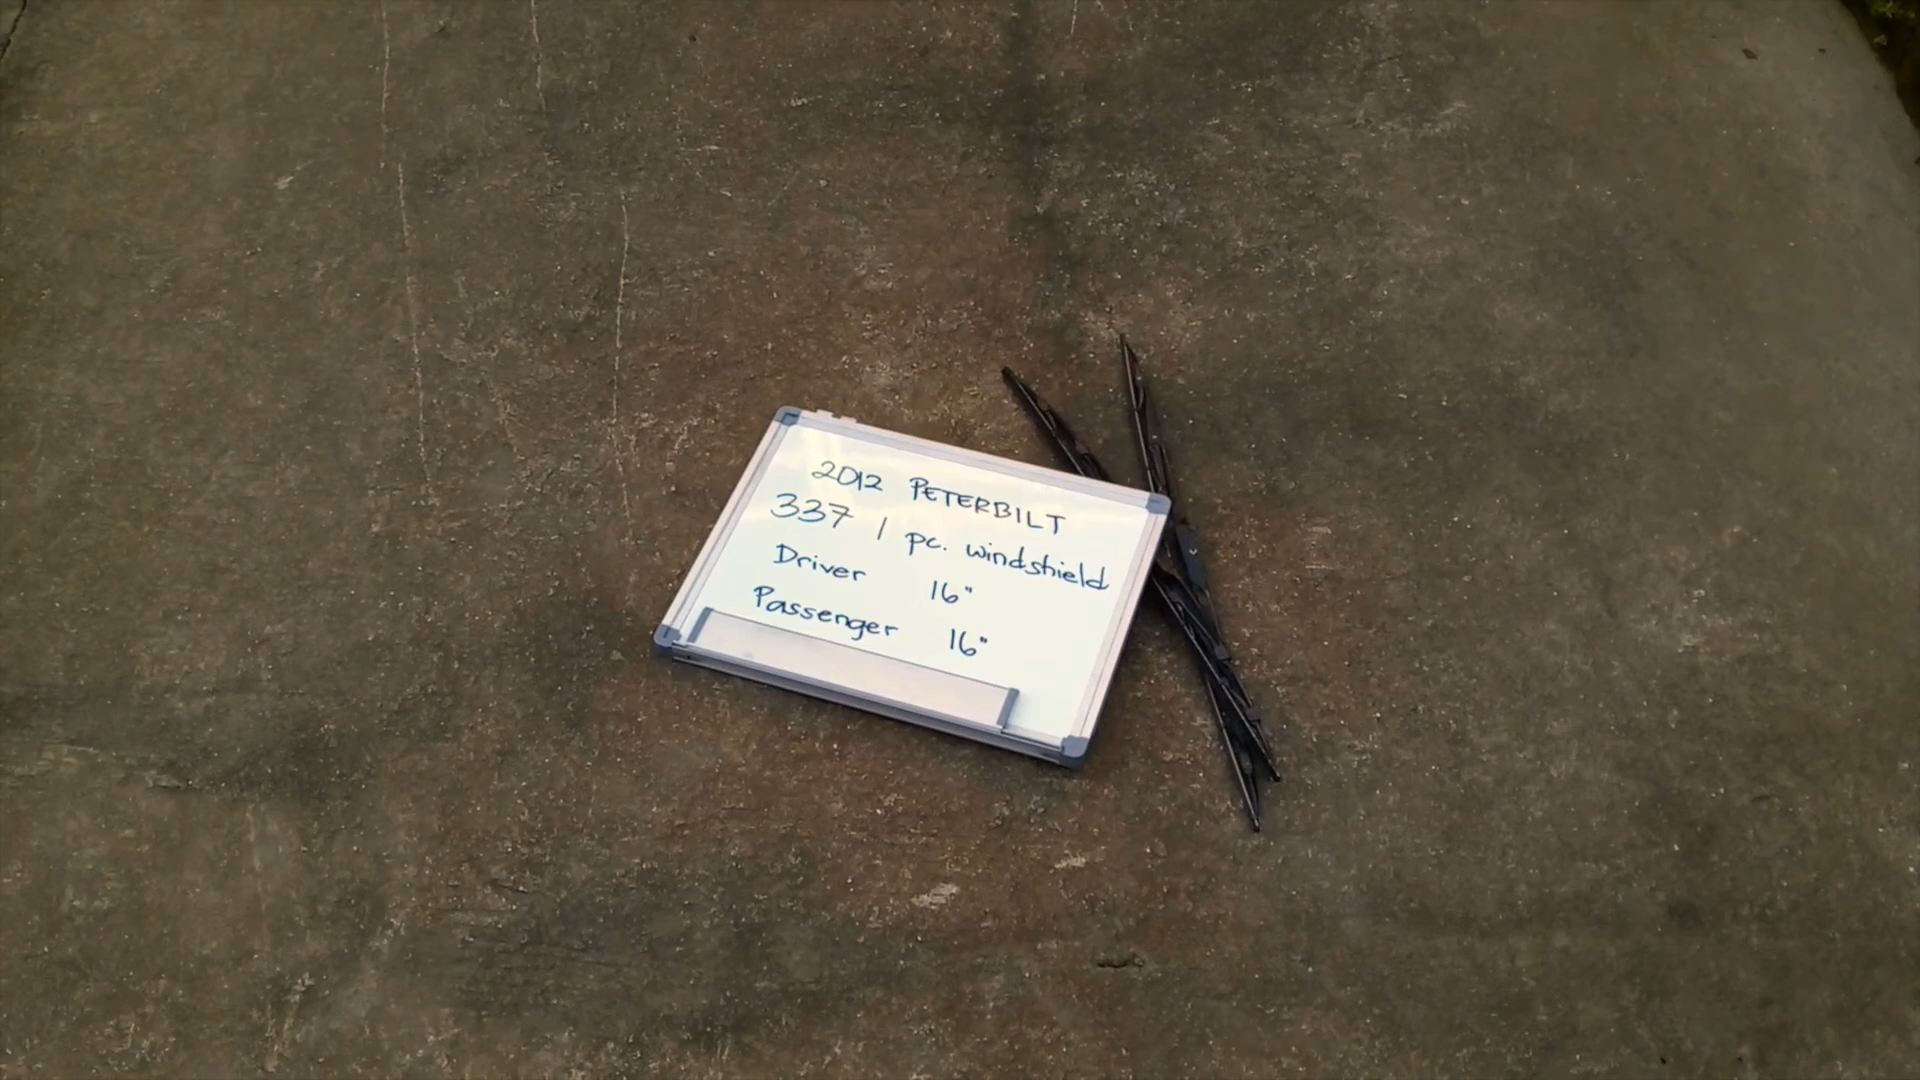 2012 PETERBILT
337 1 pc. windshield
Driver 16"
Passenger 16"